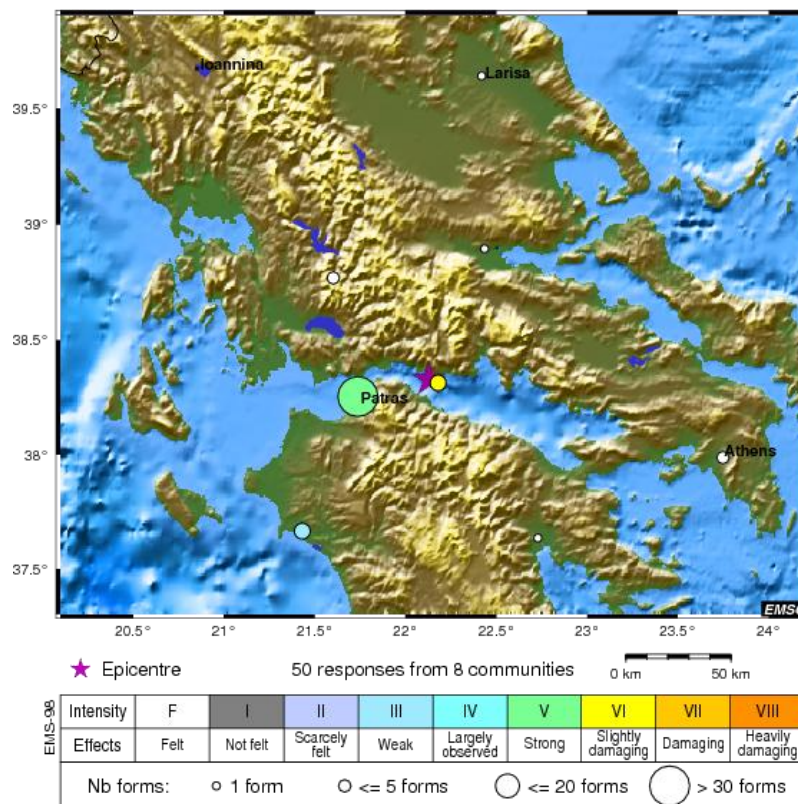 Ioannina
Larisa
39.5°
39°
38.5°
Patras
38°
Athens
37.5°
EMSC
20.5° 21° 21.5° 22° 22.5° 23° 23.5° 24°
Epicentre 50 responses from 8 communities 0 km 50 km
EMS-98
Intensity F I II III IV V VI VII VIII
Effects Felt Not felt Scarcely felt Weak Largely observed Strong Slightly damaging Damaging Heavily damaging
Nb forms: 1 form <= 5 forms <= 20 forms > 30 forms